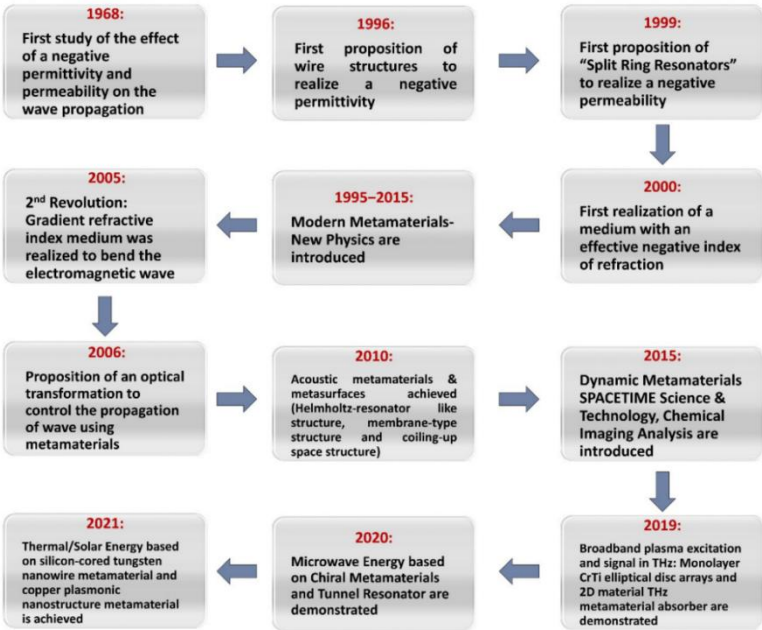 1968:
First study of the effect
of a negative
permittivity and
permeability on the
wave propagation
1996:
First proposition of
wire structures to
realize a negative
permittivity
1999:
First proposition of
“Split Ring Resonators”
to realize a negative
permeability
2000:
First realization of a
medium with an
effective negative index
of refraction
1995–2015:
Modern Metamaterials-
New Physics are
introduced
2005:
2nd Revolution:
Gradient refractive
index medium was
realized to bend the
electromagnetic wave
2006:
Proposition of an optical
transformation to
control the propagation
of wave using
metamaterials
2010:
Acoustic metamaterials &
metasurfaces achieved
(Helmholtz-resonator like
structure, membrane-type
structure and coiling-up
space structure)
2015:
Dynamic Metamaterials
SPACETIME Science &
Technology, Chemical
Imaging Analysis are
introduced
2019:
Broadband plasma excitation
and signal in THz: Monolayer
CrTi elliptical disc arrays and
2D material THz
metamaterial absorber are
demonstrated
2020:
Microwave Energy based
on Chiral Metamaterials
and Tunnel Resonator are
demonstrated
2021:
Thermal/Solar Energy based
on silicon-cored tungsten
nanowire metamaterial and
copper plasmonic
nanostructure metamaterial
is achieved